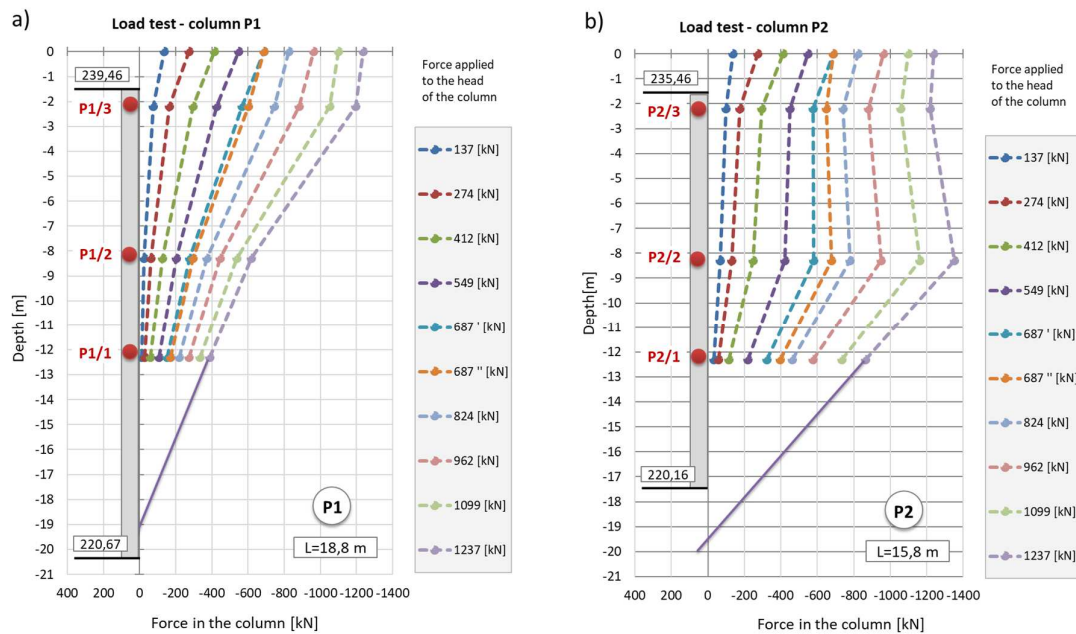 a)
Load test - column P1
0
-1
-2
-3
-4
-5
-6
-7
-8
-9
-10
-11
-12
-13
-14
-15
-16
-17
-18
-19
-20
-21
Depth[m]
239,46
P1/3
P1/2
P1/1
220,67
P1
L=18,8 m
400 200 0 -200 -400 -600 -800 -1000 -1200 -1400
Force in the column [kN]
Force applied
to the head
of the column
137 [kN]
274 [kN]
412 [kN]
549 [kN]
687 ' [kN]
687 '' [kN]
824 [kN]
962 [kN]
1099 [kN]
1237 [kN]
b)
Load test - column P2
0
-1
-2
-3
-4
-5
-6
-7
-8
-9
-10
-11
-12
-13
-14
-15
-16
-17
-18
-19
-20
-21
Depth[m]
235,46
P2/3
P2/2
P2/1
220,16
P2
L=15,8 m
400 200 0 -200 -400 -600 -800 -1000 -1200 -1400
Force in the column [kN]
Force applied
to the head
of the column
137 [kN]
274 [kN]
412 [kN]
549 [kN]
687 ' [kN]
687 '' [kN]
824 [kN]
962 [kN]
1099 [kN]
1237 [kN]